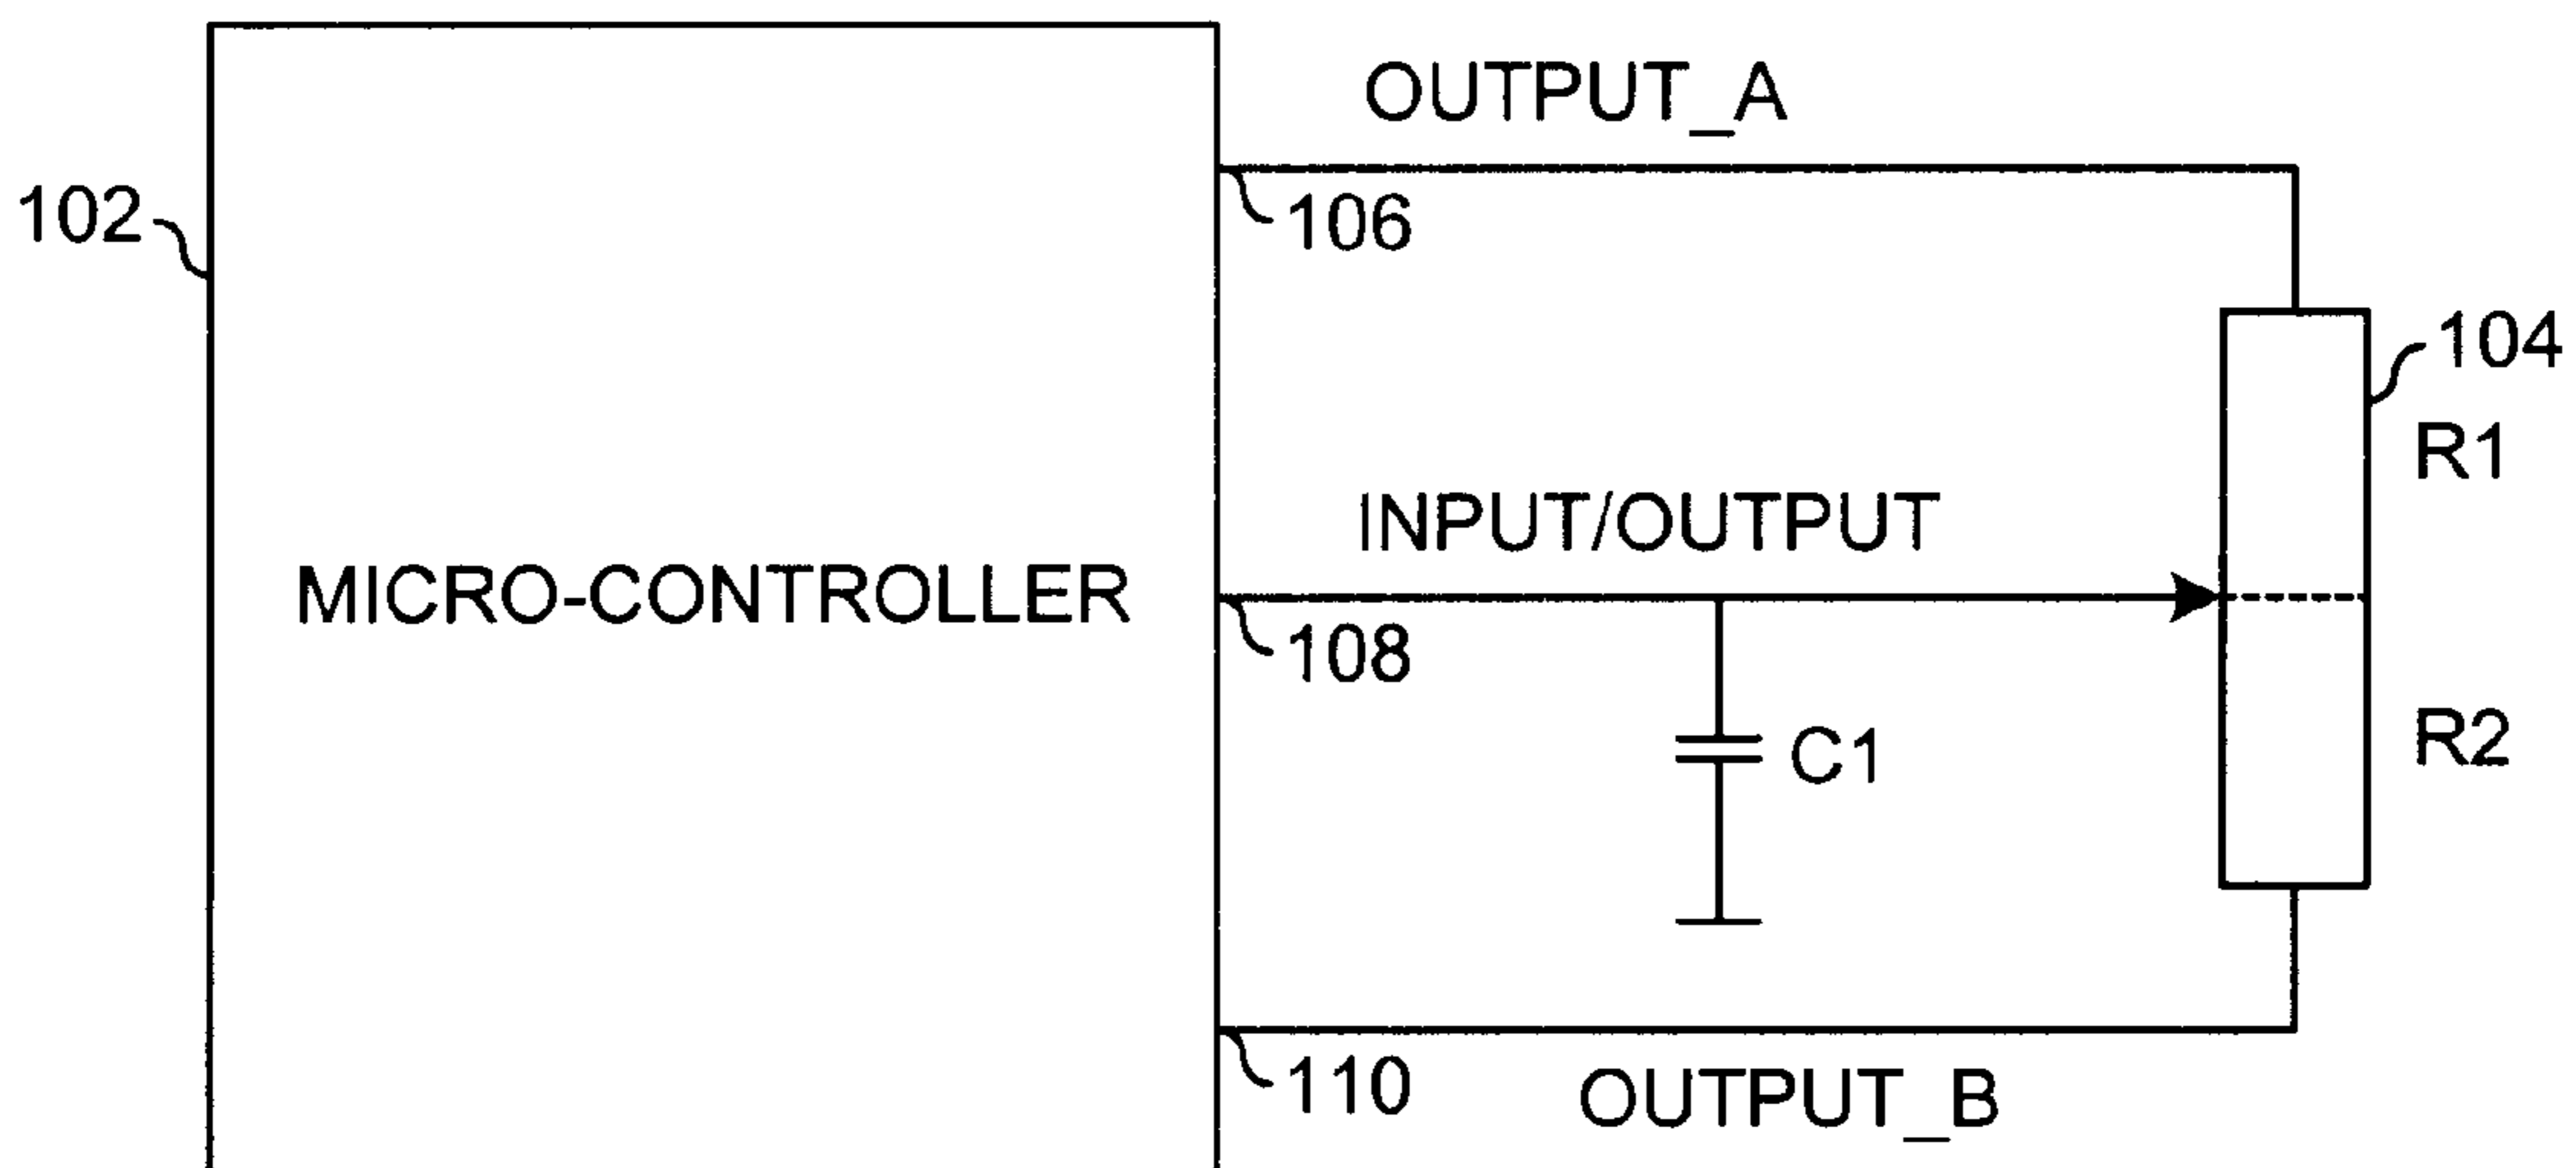 OUTPUT_A
102
106
104
R1
INPUT/OUTPUT
MICRO-CONTROLLER
108
R2
C1
110
OUTPUT_B